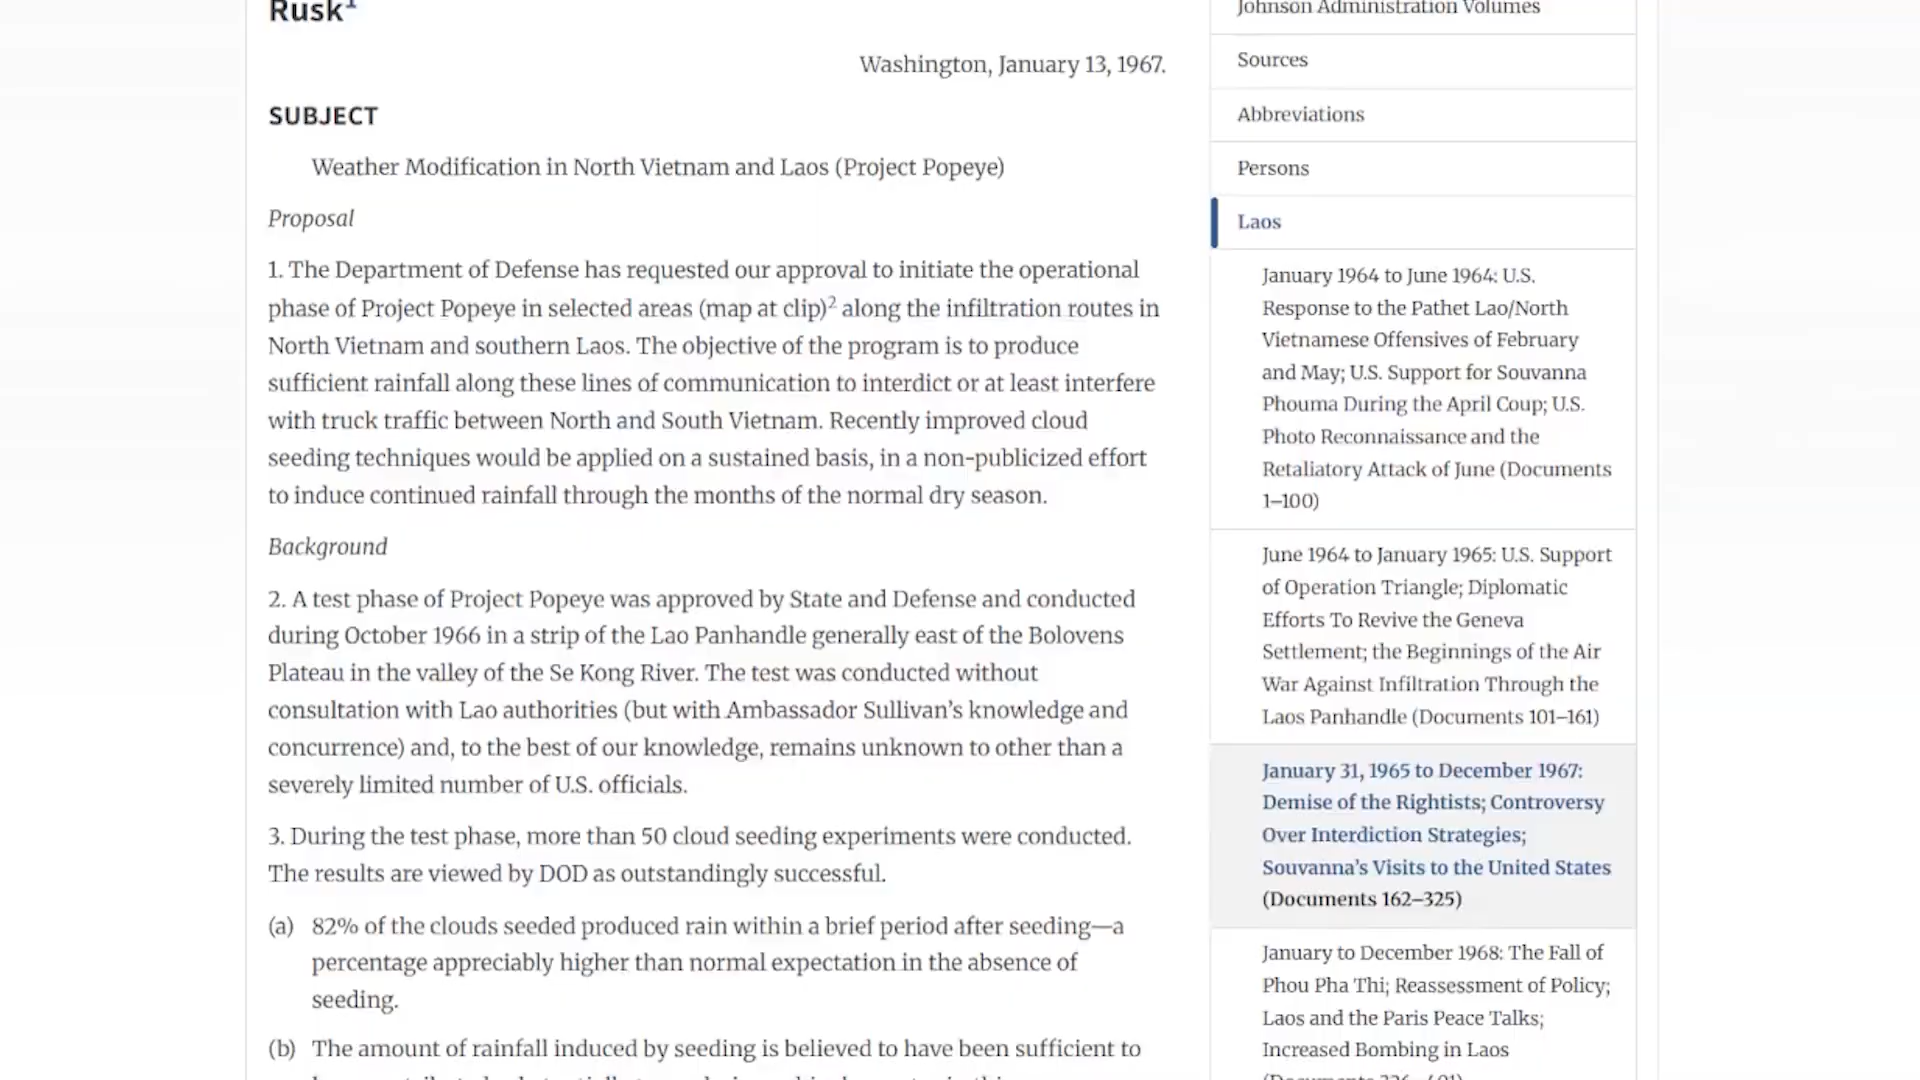 Rusk1
Washington, January 13, 1967.
SUBJECT
Weather Modification in North Vietnam and Laos (Project Popeye)
Proposal
1. The Department of Defense has requested our approval to initiate the operational
phase of Project Popeye in selected areas (map at clip)2 along the infiltration routes in
North Vietnam and southern Laos. The objective of the program is to produce
sufficient rainfall along these lines of communication to interdict or at least interfere
with truck traffic between North and South Vietnam. Recently improved cloud
seeding techniques would be applied on a sustained basis, in a non-publicized effort
to induce continued rainfall through the months of the normal dry season.
Background
2. A test phase of Project Popeye was approved by State and Defense and conducted
during October 1966 in a strip of the Lao Panhandle generally east of the Bolovens
Plateau in the valley of the Se Kong River. The test was conducted without
consultation with Lao authorities (but with Ambassador Sullivan’s knowledge and
concurrence) and, to the best of our knowledge, remains unknown to other than a
severely limited number of U.S. officials.
3. During the test phase, more than 50 cloud seeding experiments were conducted.
The results are viewed by DOD as outstandingly successful.
(a) 82% of the clouds seeded produced rain within a brief period after seeding—a
percentage appreciably higher than normal expectation in the absence of
seeding.
(b) The amount of rainfall induced by seeding is believed to have been sufficient to
Johnson Administration Volumes
Sources
Abbreviations
Persons
Laos
January 1964 to June 1964: U.S.
Response to the Pathet Lao/North
Vietnamese Offensives of February
and May; U.S. Support for Souvanna
Phouma During the April Coup; U.S.
Photo Reconnaissance and the
Retaliatory Attack of June (Documents
1–100)
June 1964 to January 1965: U.S. Support
of Operation Triangle; Diplomatic
Efforts To Revive the Geneva
Settlement; the Beginnings of the Air
War Against Infiltration Through the
Laos Panhandle (Documents 101–161)
January 31, 1965 to December 1967:
Demise of the Rightists; Controversy
Over Interdiction Strategies;
Souvanna’s Visits to the United States
(Documents 162–325)
January to December 1968: The Fall of
Phou Pha Thi; Reassessment of Policy;
Laos and the Paris Peace Talks;
Increased Bombing in Laos